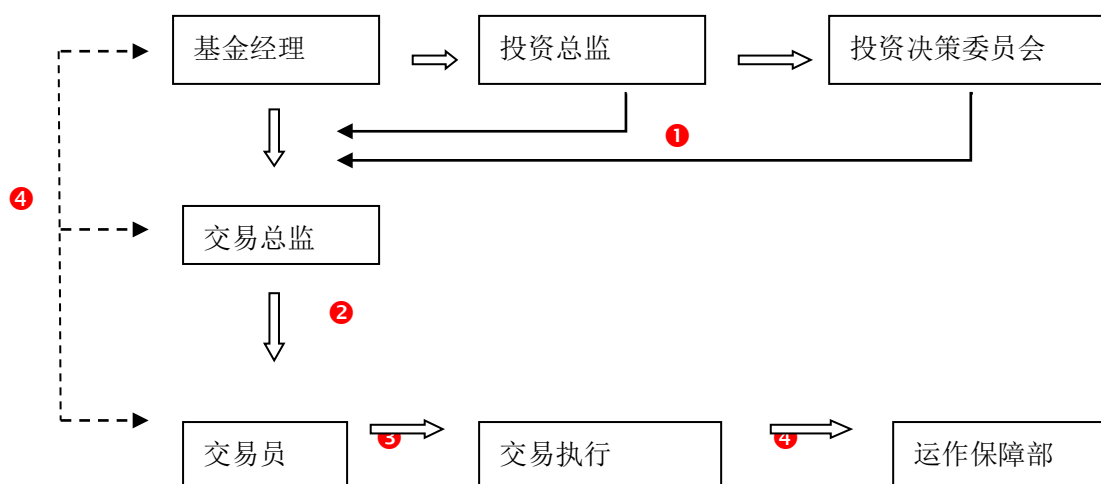 基金经理
投资总监
投资决策委员会
❶
❹
交易总监
❷
交易员
❸
交易执行
❹
运作保障部